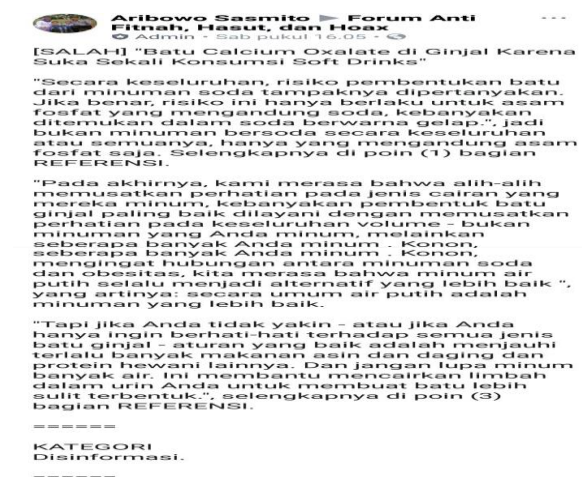 Aribowo Sasmito ▶ Forum Anti
Fitnah, Hasut, dan Hoax
Admin · Sab pukul 16.05 ·
[SALAH] "Batu Calcium Oxalate di Ginjal Karena
Suka Sekali Konsumsi Soft Drinks"
"Secara keseluruhan, risiko pembentukan batu
dari minuman soda tampaknya dipertanyakan.
Jika benar, risiko ini hanya berlaku untuk asam
fosfat yang mengandung soda, kebanyakan
ditemukan dalam soda berwarna gelap.", jadi
bukan minuman bersoda secara keseluruhan
atau semuanya, hanya yang mengandung asam
fosfat saja. Selengkapnya di poin (1) bagian
REFERENSI.
"Pada akhirnya, kami merasa bahwa alih-alih
memusatkan perhatian pada jenis cairan yang
mereka minum, kebanyakan pembentuk batu
ginjal paling baik dilayani dengan memusatkan
perhatian pada keseluruhan volume - bukan
minuman yang Anda minum, melainkan
seberapa banyak Anda minum . Konon,
seberapa banyak Anda minum . Konon,
mengingat hubungan antara minuman soda
dan obesitas, kita merasa bahwa minum air
putih selalu menjadi alternatif yang lebih baik ",
yang artinya: secara umum air putih adalah
minuman yang lebih baik.
"Tapi jika Anda tidak yakin - atau jika Anda
hanya ingin berhati-hati terhadap semua jenis
batu ginjal - aturan yang baik adalah menjauhi
terlalu banyak makanan asin dan daging dan
protein hewani lainnya. Dan jangan lupa minum
banyak air. Ini membantu mencairkan limbah
dalam urin Anda untuk membuat batu lebih
sulit terbentuk.", selengkapnya di poin (3)
bagian REFERENSI.
======
KATEGORI
Disinformasi.
======